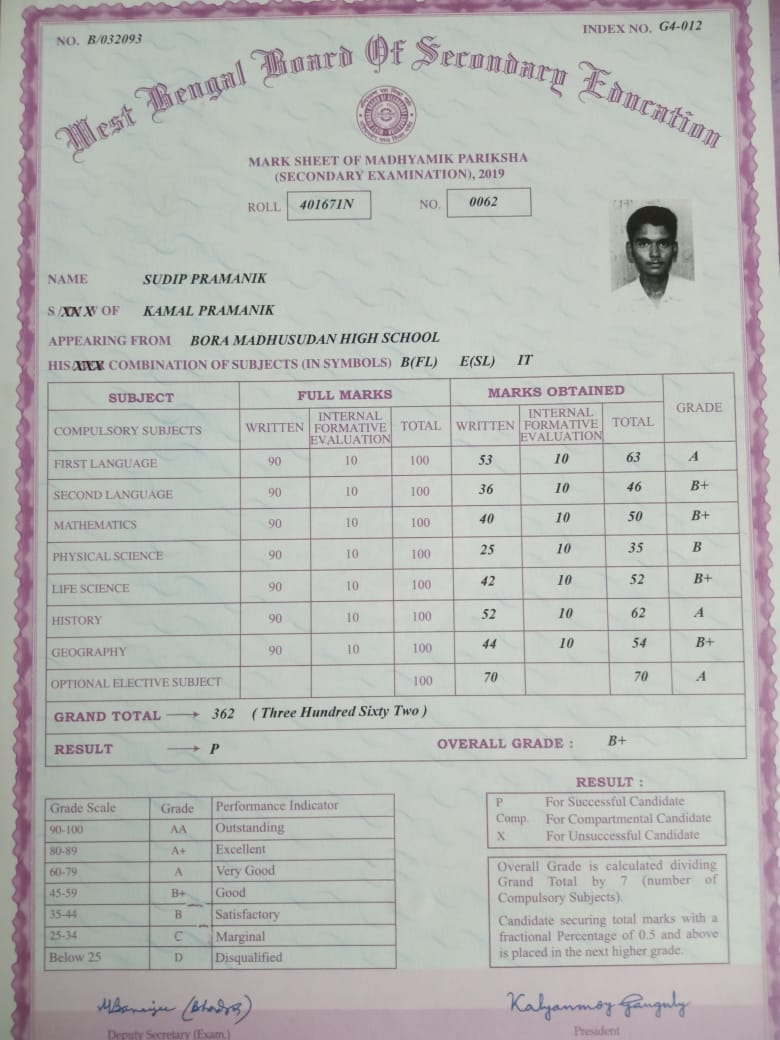 NO. B/032093
INDEX NO. G4-012
West Bengal Board Of Secondary Education
MARK SHEET OF MADHYAMIK PARIKSHA
(SECONDARY EXAMINATION), 2019
ROLL 401671N NO. 0062
NAME SUDIP PRAMANIK
S /XX X OF KAMAL PRAMANIK
APPEARING FROM BORA MADHUSUDAN HIGH SCHOOL
HIS/XXX COMBINATION OF SUBJECTS (IN SYMBOLS) B(FL) E(SL) IT
SUBJECT FULL MARKS MARKS OBTAINED GRADE
COMPULSORY SUBJECTS WRITTEN INTERNAL FORMATIVE EVALUATION TOTAL WRITTEN INTERNAL FORMATIVE EVALUATION TOTAL
FIRST LANGUAGE 90 10 100 53 10 63 A
SECOND LANGUAGE 90 10 100 36 10 46 B+
MATHEMATICS 90 10 100 40 10 50 B+
PHYSICAL SCIENCE 90 10 100 25 10 35 B
LIFE SCIENCE 90 10 100 42 10 52 B+
HISTORY 90 10 100 52 10 62 A
GEOGRAPHY 90 10 100 44 10 54 B+
OPTIONAL ELECTIVE SUBJECT 100 70 70 A
GRAND TOTAL → 362 ( Three Hundred Sixty Two )
RESULT → P OVERALL GRADE : B+
Grade Scale Grade Performance Indicator
90-100 AA Outstanding
80-89 A+ Excellent
60-79 A Very Good
45-59 B+ Good
35-44 B Satisfactory
25-34 C Marginal
Below 25 D Disqualified
RESULT :
P For Successful Candidate
Comp. For Compartmental Candidate
X For Unsuccessful Candidate
Overall Grade is calculated dividing
Grand Total by 7 (number of
Compulsory Subjects).
Candidate securing total marks with a
fractional Percentage of 0.5 and above
is placed in the next higher grade.
Kalyanmoy Ganguly
Deputy Secretary (Exam.)
President